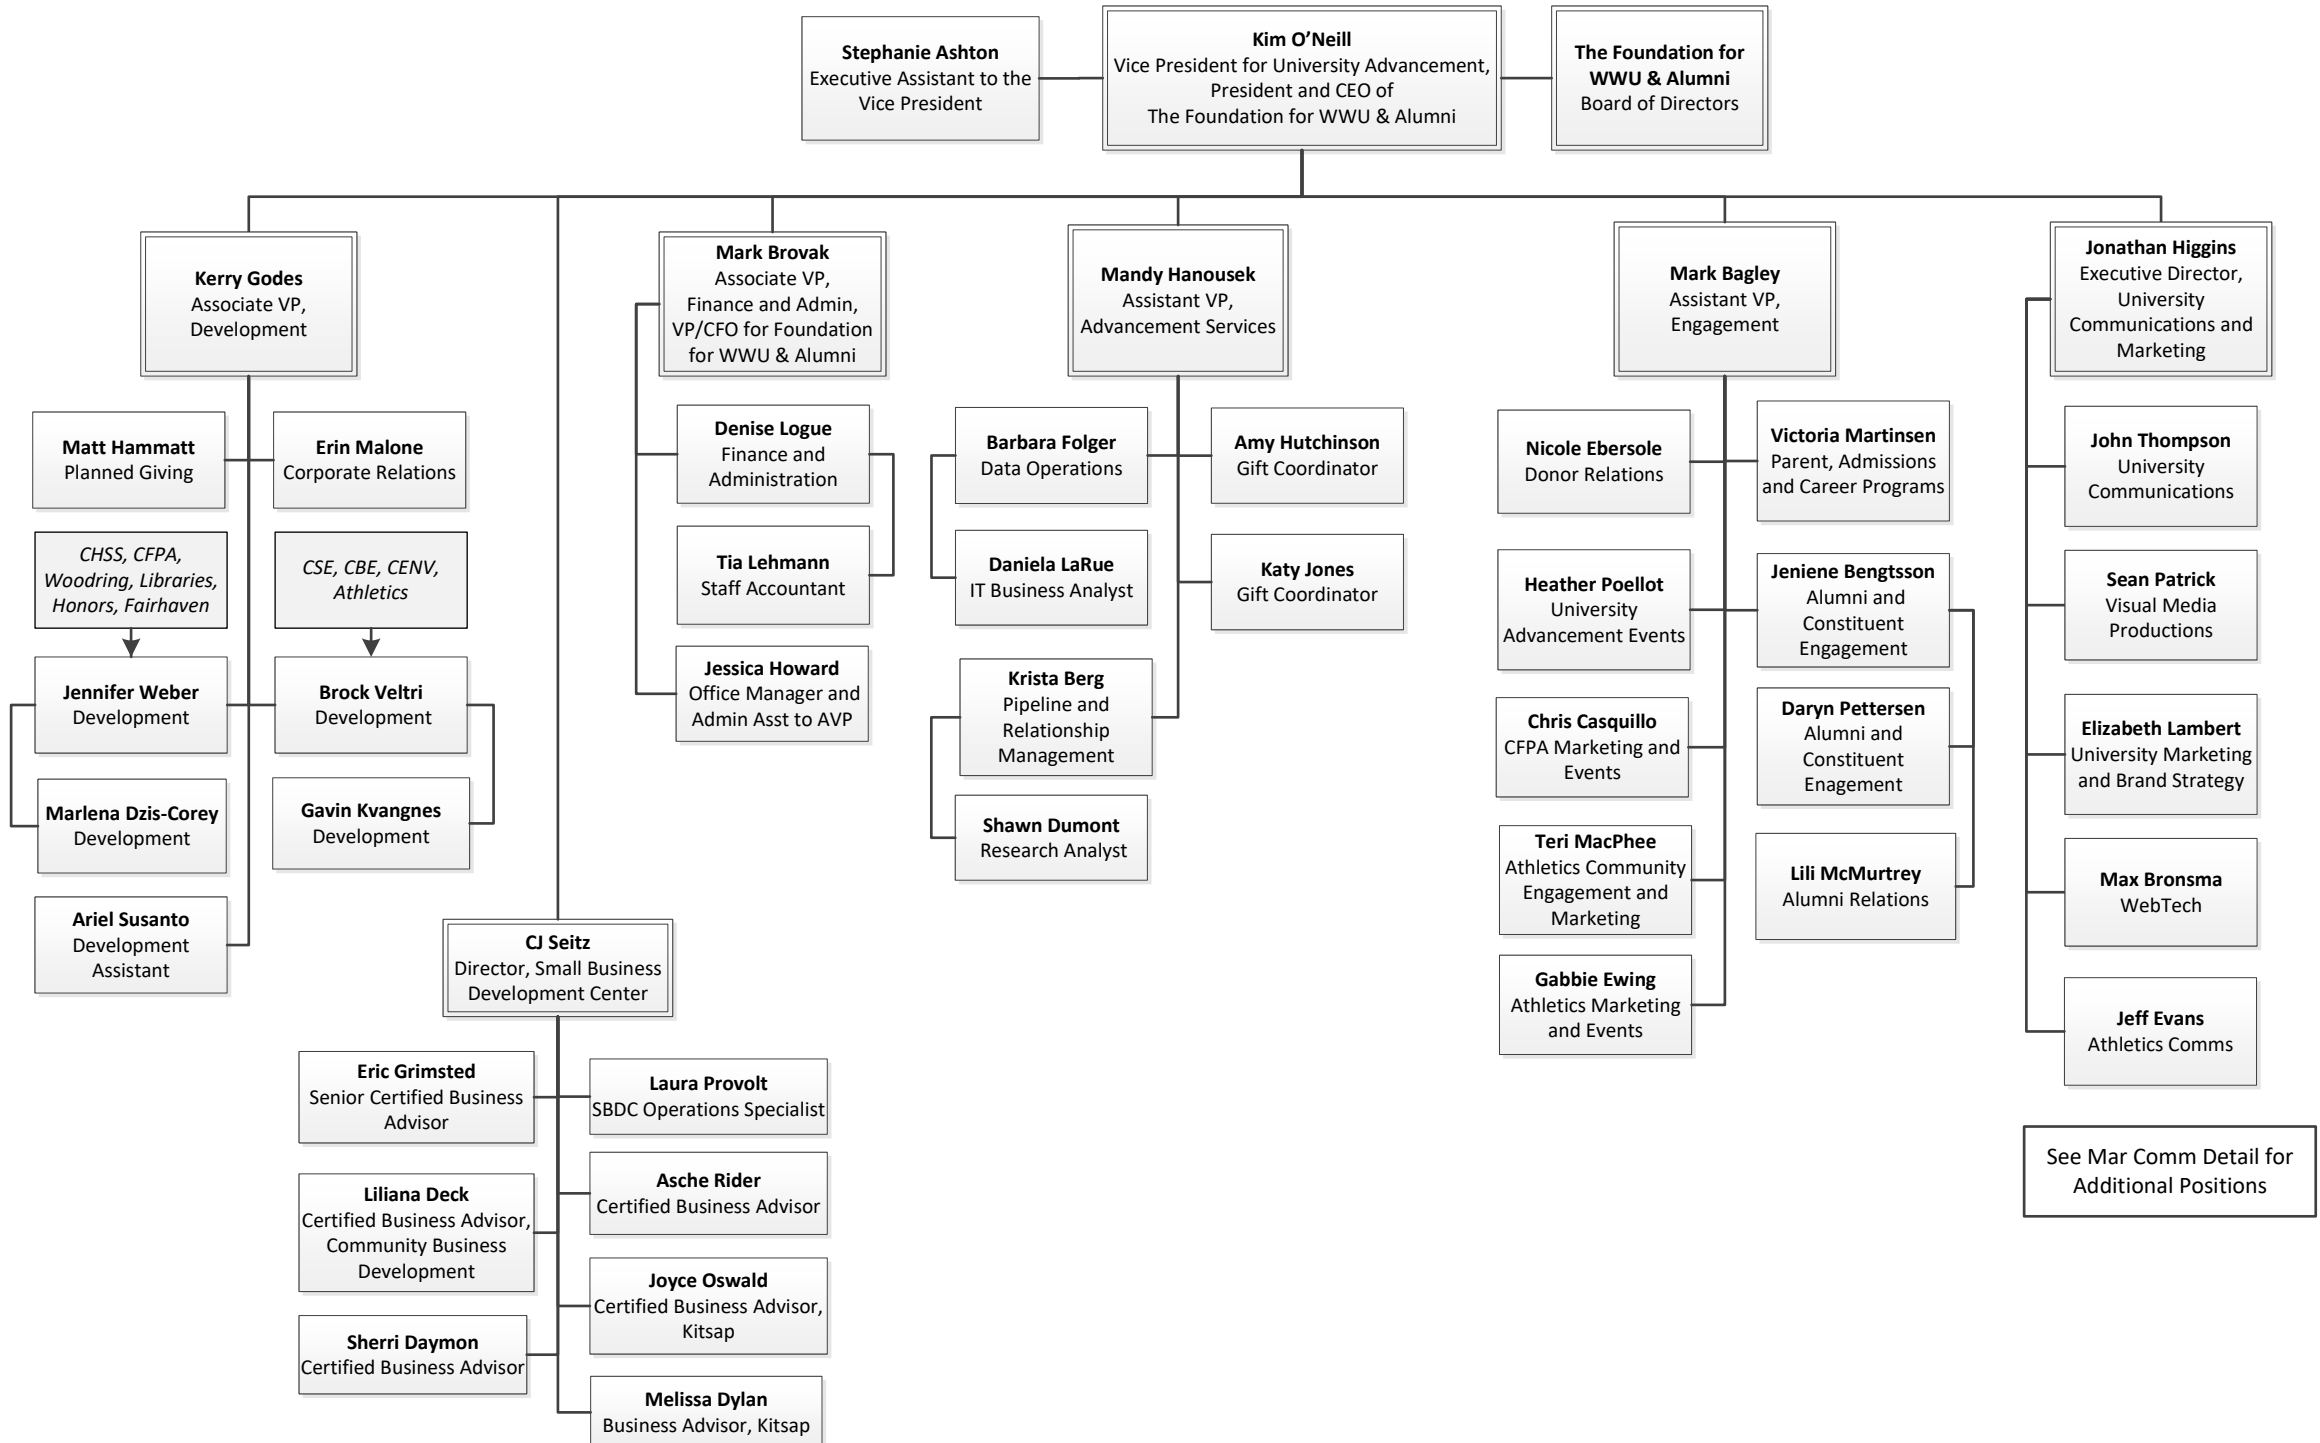 Stephanie Ashton
Executive Assistant to the
Vice President
Kim O’Neill
Vice President for University Advancement,
President and CEO of
The Foundation for WWU & Alumni
The Foundation for
WWU & Alumni
Board of Directors
Kerry Godes
Associate VP,
Development
Mark Brovak
Associate VP,
Finance and Admin,
VP/CFO for Foundation
for WWU & Alumni
Mandy Hanousek
Assistant VP,
Advancement Services
Mark Bagley
Assistant VP,
Engagement
Jonathan Higgins
Executive Director,
University
Communications and
Marketing
Matt Hammatt
Planned Giving
Erin Malone
Corporate Relations
CHSS, CFPA,
Woodring, Libraries,
Honors, Fairhaven
CSE, CBE, CENV,
Athletics
Jennifer Weber
Development
Brock Veltri
Development
Marlena Dzis-Corey
Development
Gavin Kvangnes
Development
Ariel Susanto
Development
Assistant
CJ Seitz
Director, Small Business
Development Center
Eric Grimsted
Senior Certified Business
Advisor
Laura Provolt
SBDC Operations Specialist
Liliana Deck
Certified Business Advisor,
Community Business
Development
Asche Rider
Certified Business Advisor
Joyce Oswald
Certified Business Advisor,
Kitsap
Sherri Daymon
Certified Business Advisor
Melissa Dylan
Business Advisor, Kitsap
Denise Logue
Finance and
Administration
Tia Lehmann
Staff Accountant
Jessica Howard
Office Manager and
Admin Asst to AVP
Barbara Folger
Data Operations
Amy Hutchinson
Gift Coordinator
Daniela LaRue
IT Business Analyst
Katy Jones
Gift Coordinator
Krista Berg
Pipeline and
Relationship
Management
Shawn Dumont
Research Analyst
Nicole Ebersole
Donor Relations
Victoria Martinsen
Parent, Admissions
and Career Programs
Heather Poellot
University
Advancement Events
Jeniene Bengtsson
Alumni and
Constituent
Engagement
Chris Casquillo
CFPA Marketing and
Events
Daryn Pettersen
Alumni and
Constituent
Enagement
Teri MacPhee
Athletics Community
Engagement and
Marketing
Lili McMurtrey
Alumni Relations
Gabbie Ewing
Athletics Marketing
and Events
John Thompson
University
Communications
Sean Patrick
Visual Media
Productions
Elizabeth Lambert
University Marketing
and Brand Strategy
Max Bronsma
WebTech
Jeff Evans
Athletics Comms
See Mar Comm Detail for
Additional Positions